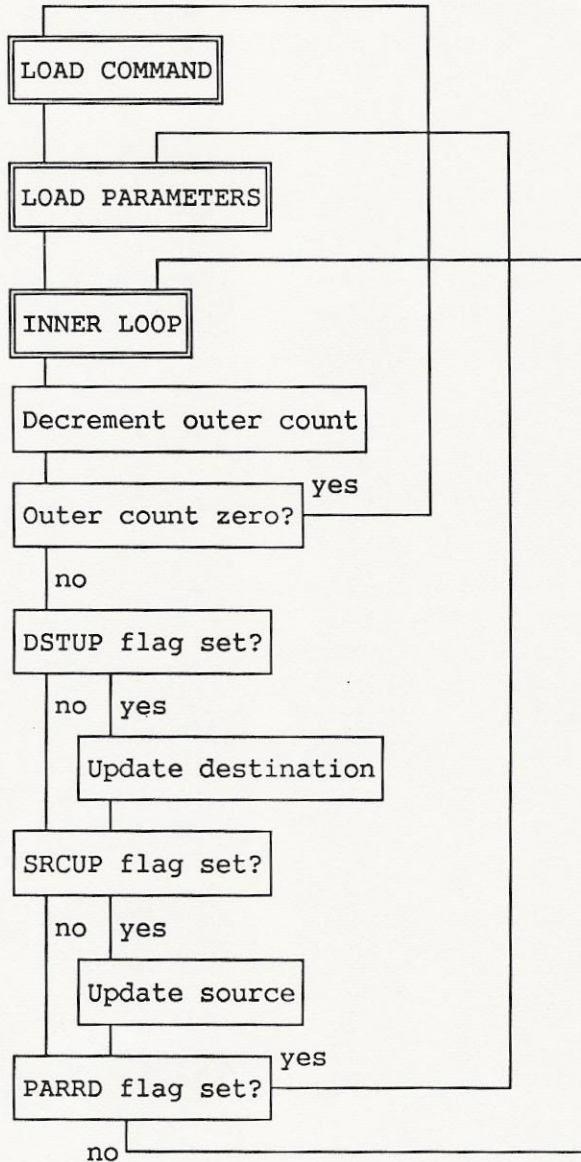 LOAD COMMAND
LOAD PARAMETERS
INNER LOOP
Decrement outer count
yes
Outer count zero?
no
DSTUP flag set?
no yes
Update destination
SRCUP flag set?
no yes
Update source
yes
PARRD flag set?
no